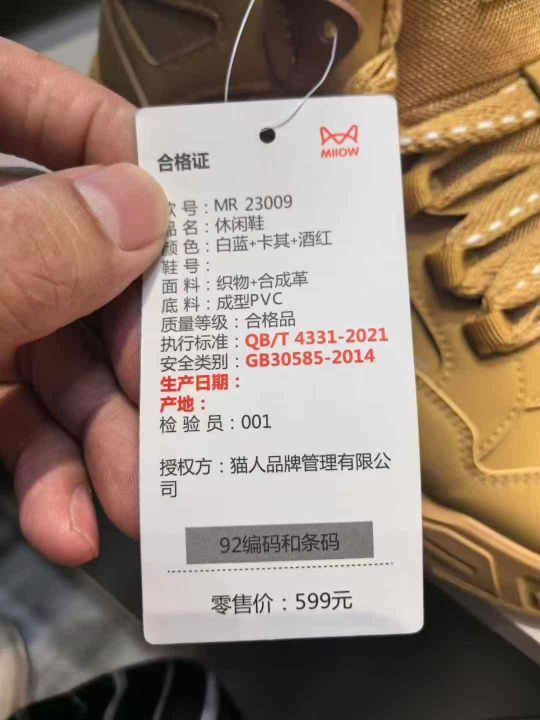 MIIOW
合格证
款 号：MR 23009
品 名：休闲鞋
颜 色：白蓝+卡其+酒红
鞋 号：
面 料：织物+合成革
底 料：成型PVC
质量等级：合格品
执行标准：QB/T 4331-2021
安全类别：GB30585-2014
生产日期：
产地：
检 验 员：001
授权方：猫人品牌管理有限公
司
92编码和条码
零售价：599元